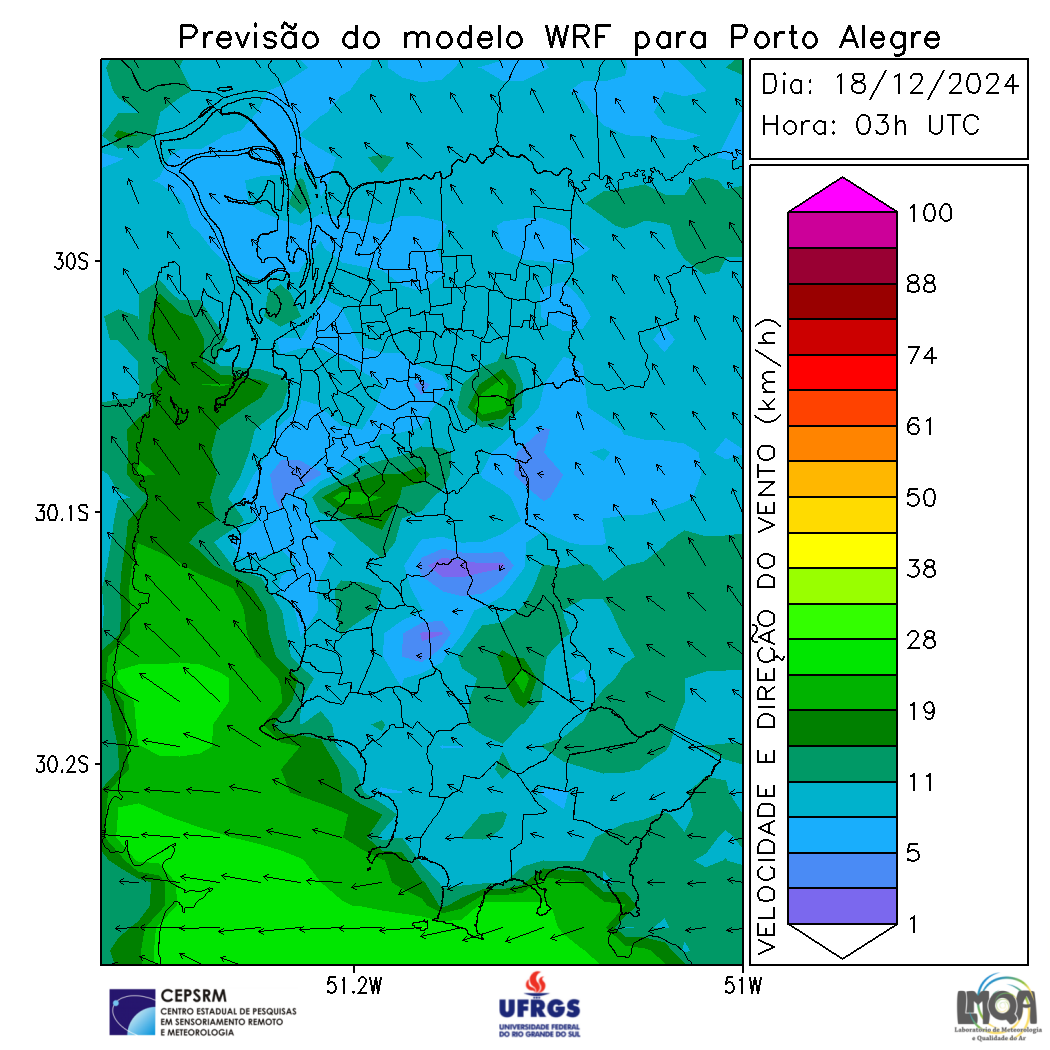 Previsão do modelo WRF para Porto Alegre
Dia: 18/12/2024
Hora: 03h UTC
30S
30.1S
30.2S
51.2W
51W
VELOCIDADE E DIREÇÃO DO VENTO (km/h)
100
88
74
61
50
38
28
19
11
5
1
CEPSRM
CENTRO ESTADUAL DE PESQUISAS
EM SENSORIAMENTO REMOTO
E METEOROLOGIA
UFRGS
UNIVERSIDADE FEDERAL
DO RIO GRANDE DO SUL
LMQA
Laboratório de Meteorologia
e Qualidade do Ar